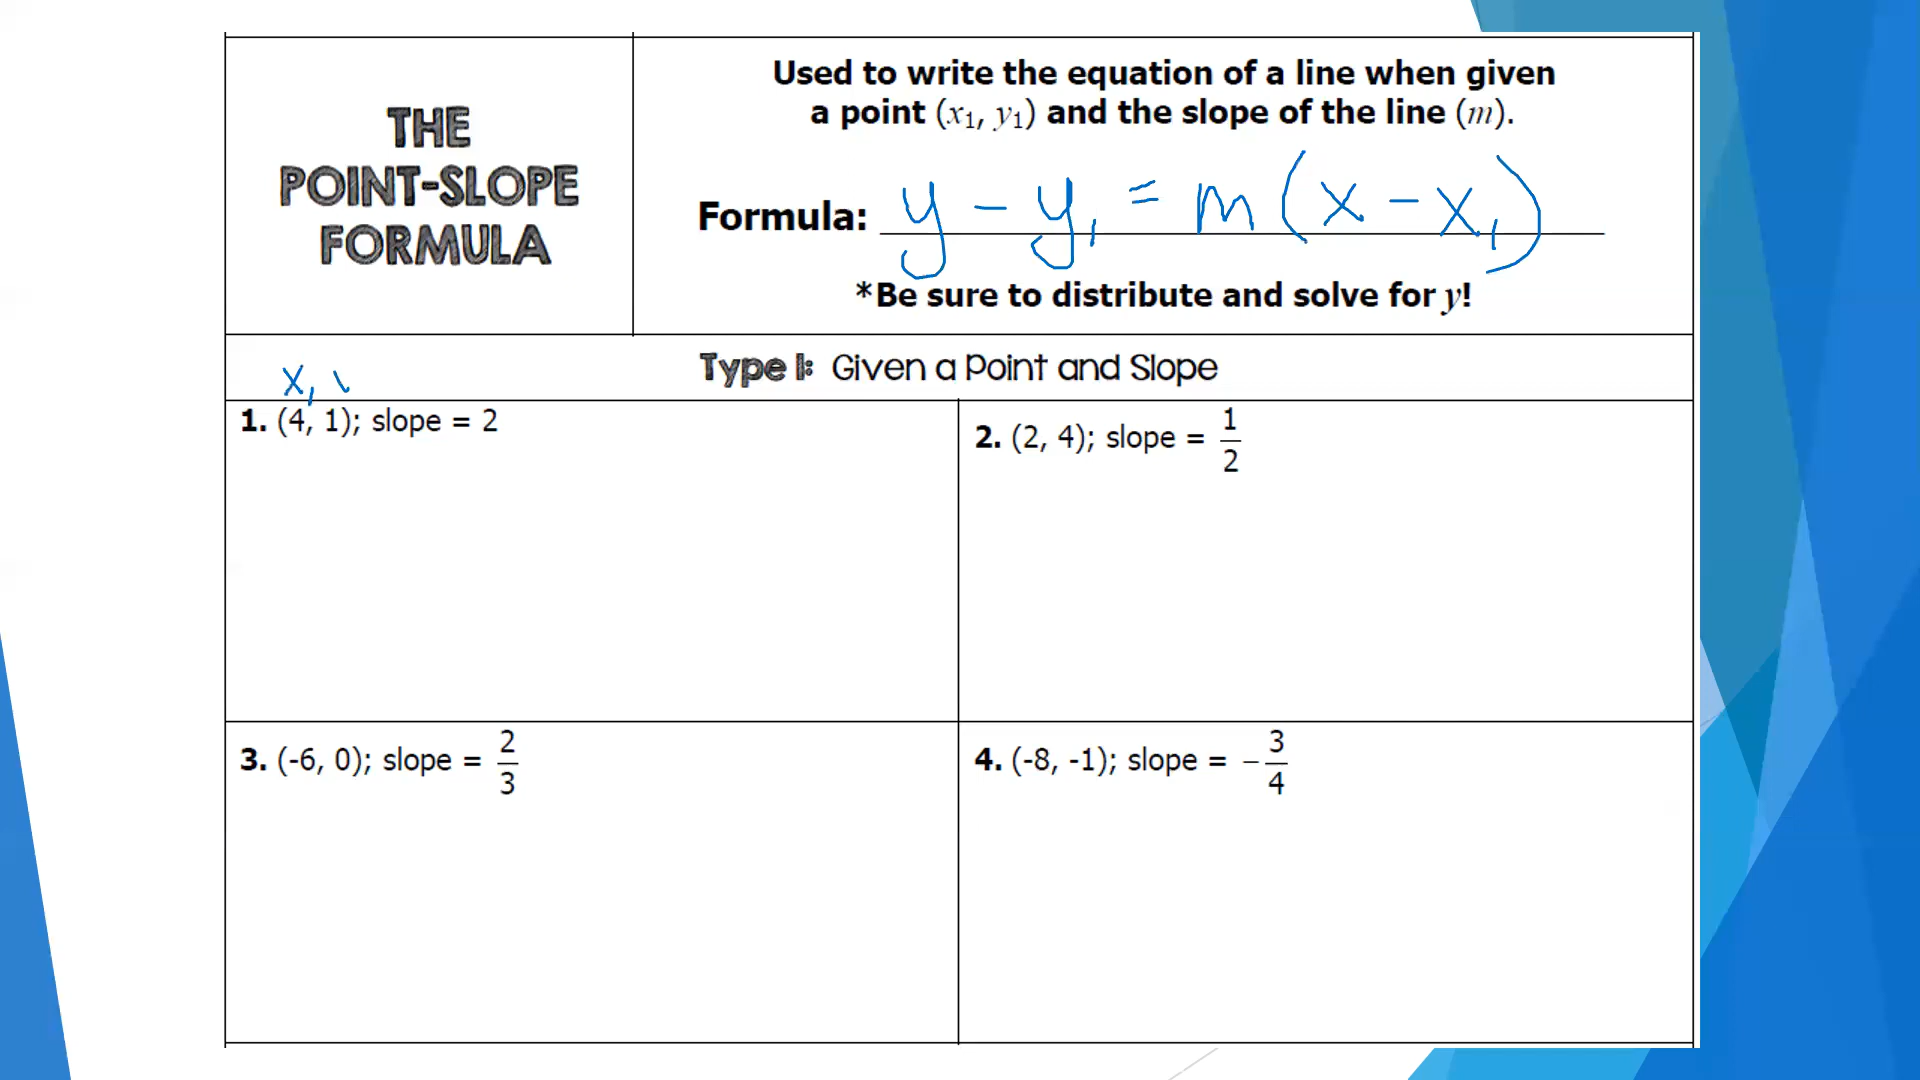 THE
POINT-SLOPE
FORMULA
Used to write the equation of a line when given
a point (x₁, y₁) and the slope of the line (m).
Formula: y - y₁ = m(x - x₁)
*Be sure to distribute and solve for y!
Type 1: Given a Point and Slope
x₁
1. (4, 1); slope = 2
2. (2, 4); slope = 1/2
3. (-6, 0); slope = 2/3
4. (-8, -1); slope = -3/4